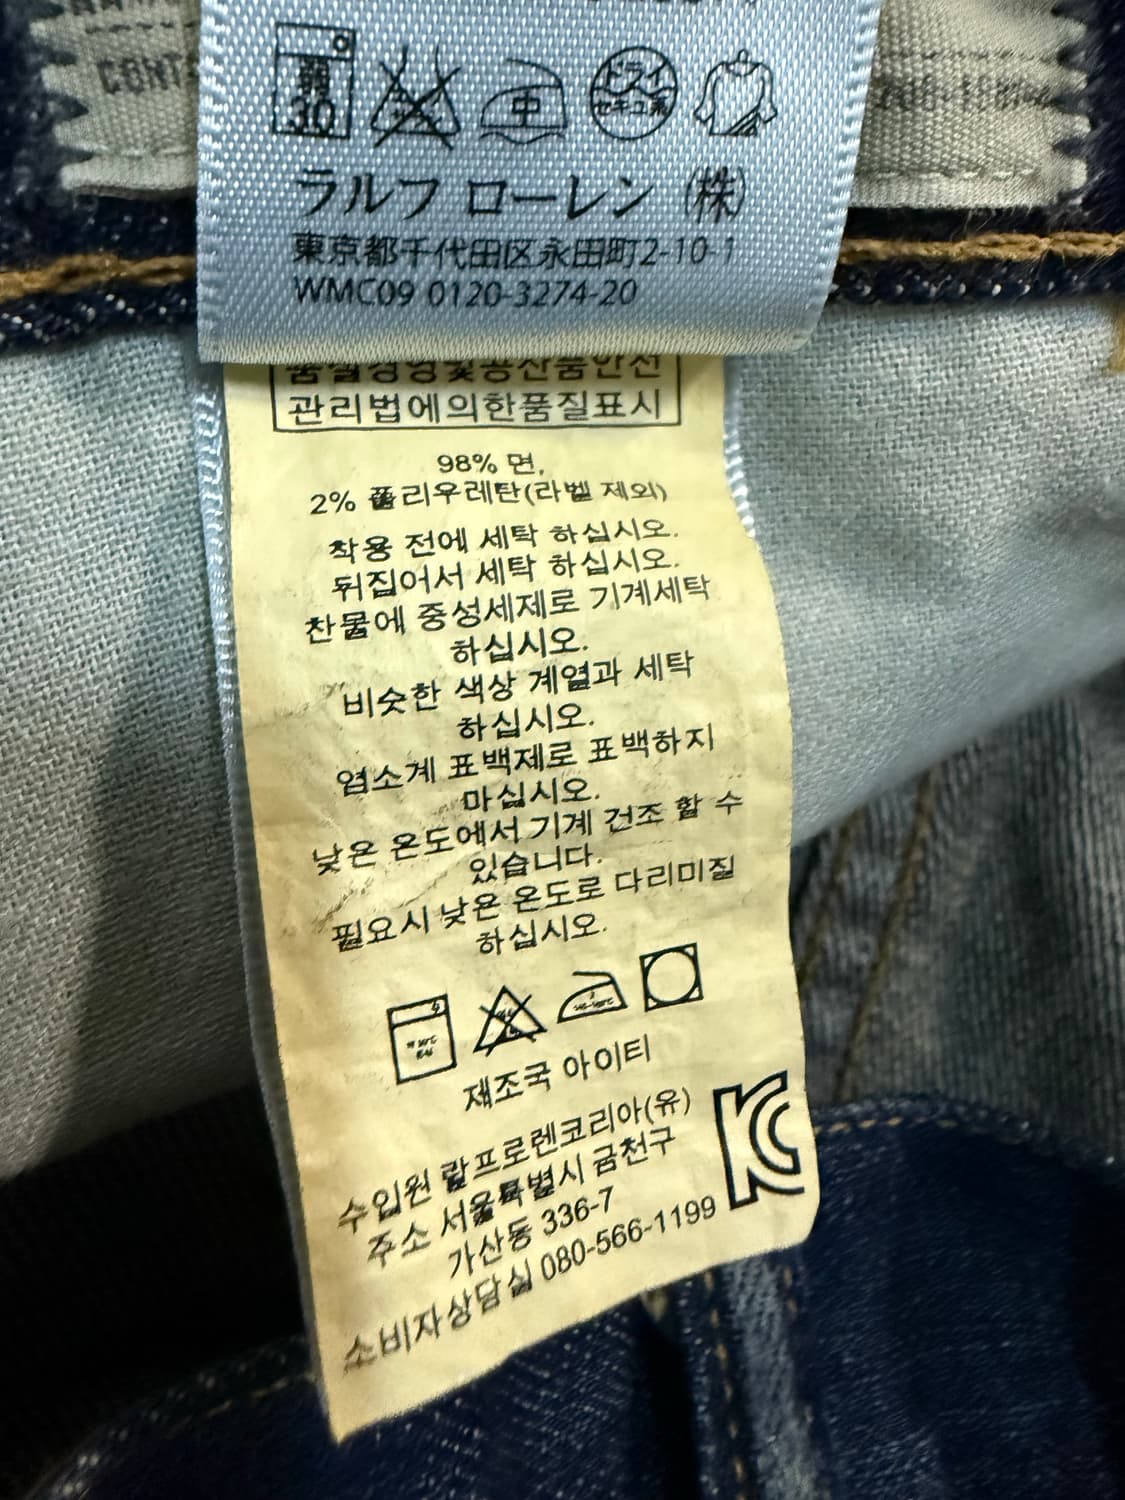 CONT
弱
30
中
ドライ
セキユ系
ラルフ ローレン (株)
東京都千代田区永田町2-10-1
WMC09 0120-3274-20
품질경영및공산품안전
관리법에의한품질표시
98% 면,
2% 폴리우레탄(라벨 제외)
착용 전에 세탁 하십시오.
뒤집어서 세탁 하십시오.
찬물에 중성세제로 기계세탁
하십시오.
비슷한 색상 계열과 세탁
하십시오.
염소계 표백제로 표백하지
마십시오.
낮은 온도에서 기계 건조 할 수
있습니다.
필요시 낮은 온도로 다리미질
하십시오.
제조국 아이티
수입원 랄프로렌코리아(유)
주소 서울특별시 금천구
가산동 336-7
소비자상담실 080-566-1199
KC